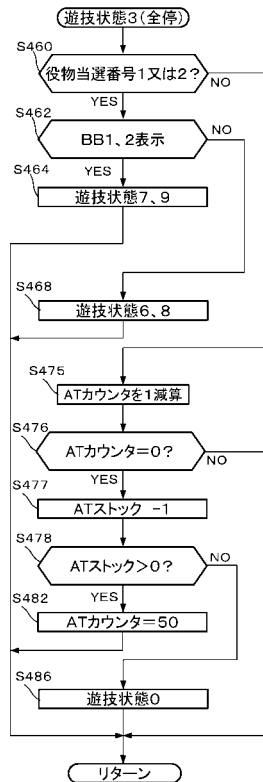 遊技状態3(全停)
S460
役物当選番号1又は2?
NO
YES
S462
BB1、2表示
NO
YES
S464
遊技状態7、9
S468
遊技状態6、8
S475
ATカウンタを1減算
S476
ATカウンタ=0?
NO
YES
S477
ATストック -1
S478
ATストック>0?
NO
YES
S482
ATカウンタ=50
S486
遊技状態0
リターン